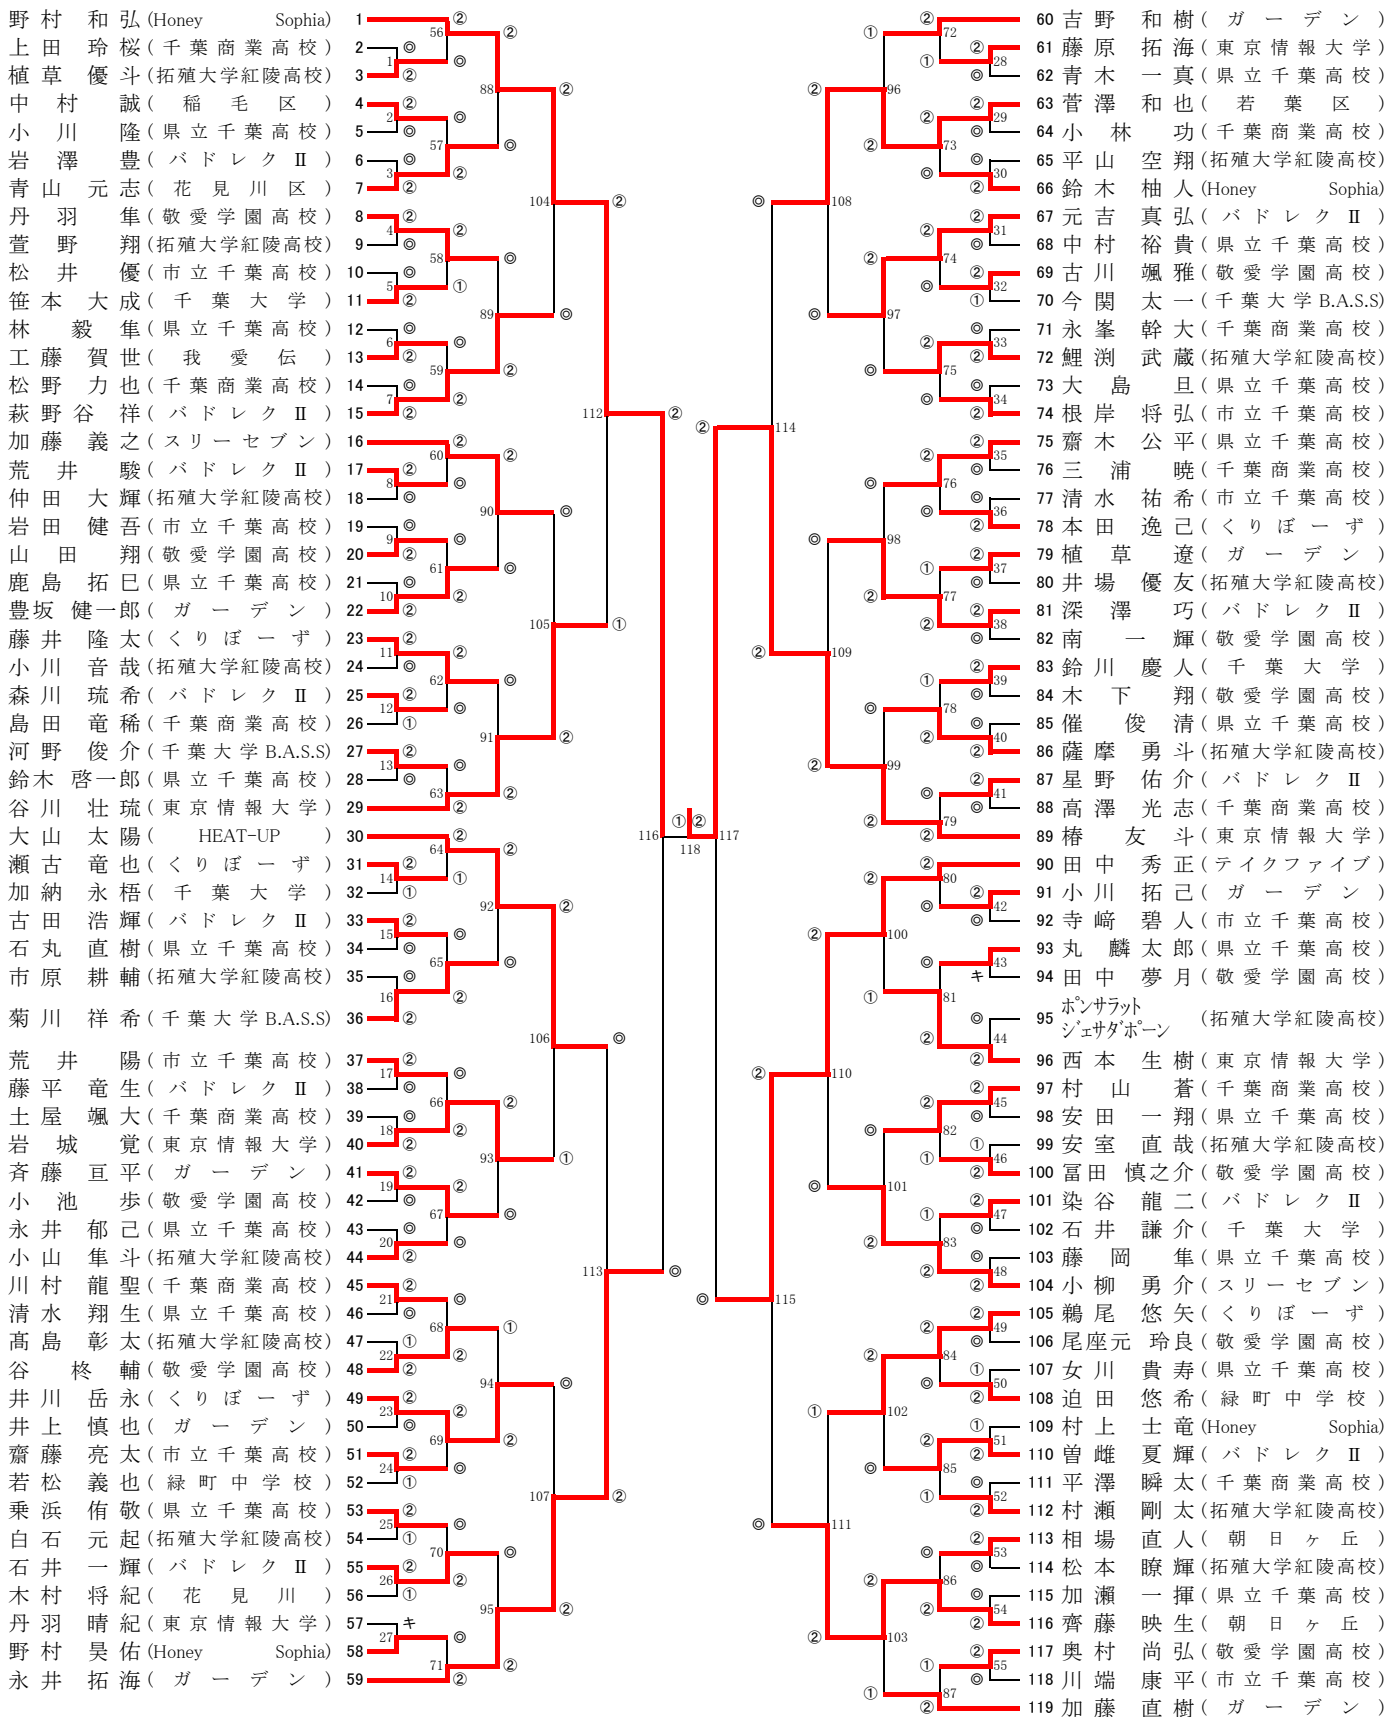 野村 和弘 (Honey Sophia) 1
上田 玲桜 (千葉商業高校) 2
植草 優斗 (拓殖大学紅陵高校) 3
中村 誠 (稲毛区) 4
小川 隆 (県立千葉高校) 5
岩澤 豊 (バドレクⅡ) 6
青山 元志 (花見川区) 7
丹羽 隼 (敬愛学園高校) 8
萱野 翔 (拓殖大学紅陵高校) 9
松井 優 (市立千葉高校) 10
笹本 大成 (千葉大学) 11
林 毅隼 (県立千葉高校) 12
工藤 賀世 (我愛伝) 13
松野 力也 (千葉商業高校) 14
萩野谷 祥 (バドレクⅡ) 15
加藤 義之 (スリーセブン) 16
荒井 駿 (バドレクⅡ) 17
仲田 大輝 (拓殖大学紅陵高校) 18
岩田 健吾 (市立千葉高校) 19
山田 翔 (敬愛学園高校) 20
鹿島 拓巳 (県立千葉高校) 21
豊坂 健一郎 (ガーデン) 22
藤井 隆太 (くりぼーず) 23
小川 音哉 (拓殖大学紅陵高校) 24
森川 琉希 (バドレクⅡ) 25
島田 竜稀 (千葉商業高校) 26
河野 俊介 (千葉大学B.A.S.S) 27
鈴木 啓一郎 (県立千葉高校) 28
谷川 壮琉 (東京情報大学) 29
大山 太陽 (HEAT-UP) 30
瀬古 竜也 (くりぼーず) 31
加納 永梧 (千葉大学) 32
古田 浩輝 (バドレクⅡ) 33
石丸 直樹 (県立千葉高校) 34
市原 耕輔 (拓殖大学紅陵高校) 35
菊川 祥希 (千葉大学B.A.S.S) 36
荒井 陽 (市立千葉高校) 37
藤平 竜生 (バドレクⅡ) 38
土屋 颯大 (千葉商業高校) 39
岩城 覚 (東京情報大学) 40
斉藤 亘平 (ガーデン) 41
小池 歩 (敬愛学園高校) 42
永井 郁己 (県立千葉高校) 43
小山 隼斗 (拓殖大学紅陵高校) 44
川村 龍聖 (千葉商業高校) 45
清水 翔生 (県立千葉高校) 46
髙島 彰太 (拓殖大学紅陵高校) 47
谷 柊輔 (敬愛学園高校) 48
井川 岳永 (くりぼーず) 49
井上 慎也 (ガーデン) 50
齋藤 亮太 (市立千葉高校) 51
若松 義也 (緑町中学校) 52
乗浜 侑敬 (県立千葉高校) 53
白石 元起 (拓殖大学紅陵高校) 54
石井 一輝 (バドレクⅡ) 55
木村 将紀 (花見川) 56
丹羽 晴紀 (東京情報大学) 57
野村 昊佑 (Honey Sophia) 58
永井 拓海 (ガーデン) 59
60 吉野 和樹 (ガーデン)
61 藤原 拓海 (東京情報大学)
62 青木 一真 (県立千葉高校)
63 菅澤 和也 (若葉区)
64 小林 功 (千葉商業高校)
65 平山 空翔 (拓殖大学紅陵高校)
66 鈴木 柚人 (Honey Sophia)
67 元吉 真弘 (バドレクⅡ)
68 中村 裕貴 (県立千葉高校)
69 古川 颯雅 (敬愛学園高校)
70 今関 太一 (千葉大学B.A.S.S)
71 永峯 幹大 (千葉商業高校)
72 鯉渕 武蔵 (拓殖大学紅陵高校)
73 大島 旦 (県立千葉高校)
74 根岸 将弘 (市立千葉高校)
75 齋木 公平 (県立千葉高校)
76 三浦 暁 (千葉商業高校)
77 清水 祐希 (市立千葉高校)
78 本田 逸己 (くりぼーず)
79 植草 遼 (ガーデン)
80 井場 優友 (拓殖大学紅陵高校)
81 深澤 巧 (バドレクⅡ)
82 南 一輝 (敬愛学園高校)
83 鈴川 慶人 (千葉大学)
84 木下 翔 (敬愛学園高校)
85 催 俊清 (県立千葉高校)
86 薩摩 勇斗 (拓殖大学紅陵高校)
87 星野 佑介 (バドレクⅡ)
88 高澤 光志 (千葉商業高校)
89 椿 友斗 (東京情報大学)
90 田中 秀正 (テイクファイブ)
91 小川 拓己 (ガーデン)
92 寺﨑 碧人 (市立千葉高校)
93 丸 麟太郎 (県立千葉高校)
94 田中 夢月 (敬愛学園高校)
95 ポンサラット ジェサダポーン (拓殖大学紅陵高校)
96 西本 生樹 (東京情報大学)
97 村山 蒼 (千葉商業高校)
98 安田 一翔 (県立千葉高校)
99 安室 直哉 (拓殖大学紅陵高校)
100 冨田 慎之介 (敬愛学園高校)
101 染谷 龍二 (バドレクⅡ)
102 石井 謙介 (千葉大学)
103 藤岡 隼 (県立千葉高校)
104 小柳 勇介 (スリーセブン)
105 鵜尾 悠矢 (くりぼーず)
106 尾座元 玲良 (敬愛学園高校)
107 女川 貴寿 (県立千葉高校)
108 迫田 悠希 (緑町中学校)
109 村上 士竜 (Honey Sophia)
110 曽雌 夏輝 (バドレクⅡ)
111 平澤 瞬太 (千葉商業高校)
112 村瀬 剛太 (拓殖大学紅陵高校)
113 相場 直人 (朝日ヶ丘)
114 松本 瞭輝 (拓殖大学紅陵高校)
115 加瀬 一揮 (県立千葉高校)
116 齊藤 映生 (朝日ヶ丘)
117 奥村 尚弘 (敬愛学園高校)
118 川端 康平 (市立千葉高校)
119 加藤 直樹 (ガーデン)